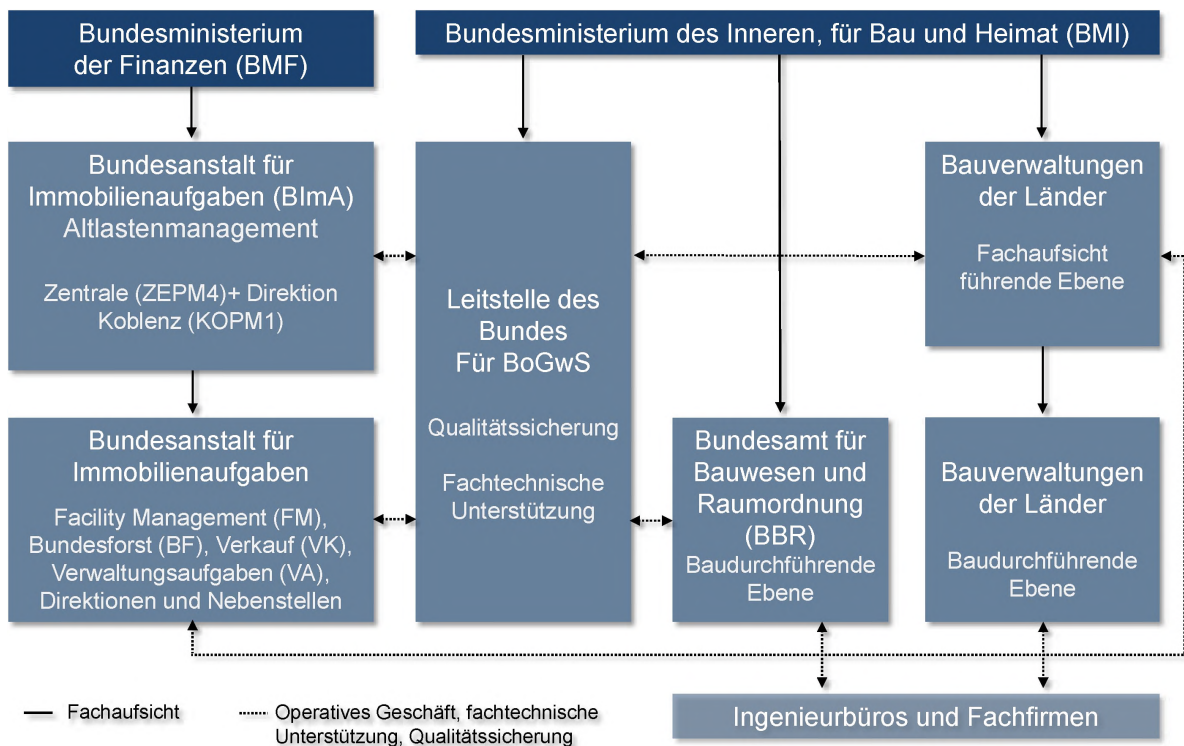 Bundesministerium
der Finanzen (BMF)
Bundesministerium des Inneren, für Bau und Heimat (BMI)
Bundesanstalt für
Immobilienaufgaben (BImA)
Altlastenmanagement
Zentrale (ZEPM4)+ Direktion
Koblenz (KOPM1)
Leitstelle des
Bundes
Für BoGwS
Qualitätssicherung
Fachtechnische
Unterstützung
Bauverwaltungen
der Länder
Fachaufsicht
führende Ebene
Bundesanstalt für
Immobilienaufgaben
Facility Management (FM),
Bundesforst (BF), Verkauf (VK),
Verwaltungsaufgaben (VA),
Direktionen und Nebenstellen
Bundesamt für
Bauwesen und
Raumordnung
(BBR)
Baudurchführende
Ebene
Bauverwaltungen
der Länder
Baudurchführende
Ebene
Fachaufsicht
Operatives Geschäft, fachtechnische
Unterstützung, Qualitätssicherung
Ingenieurbüros und Fachfirmen